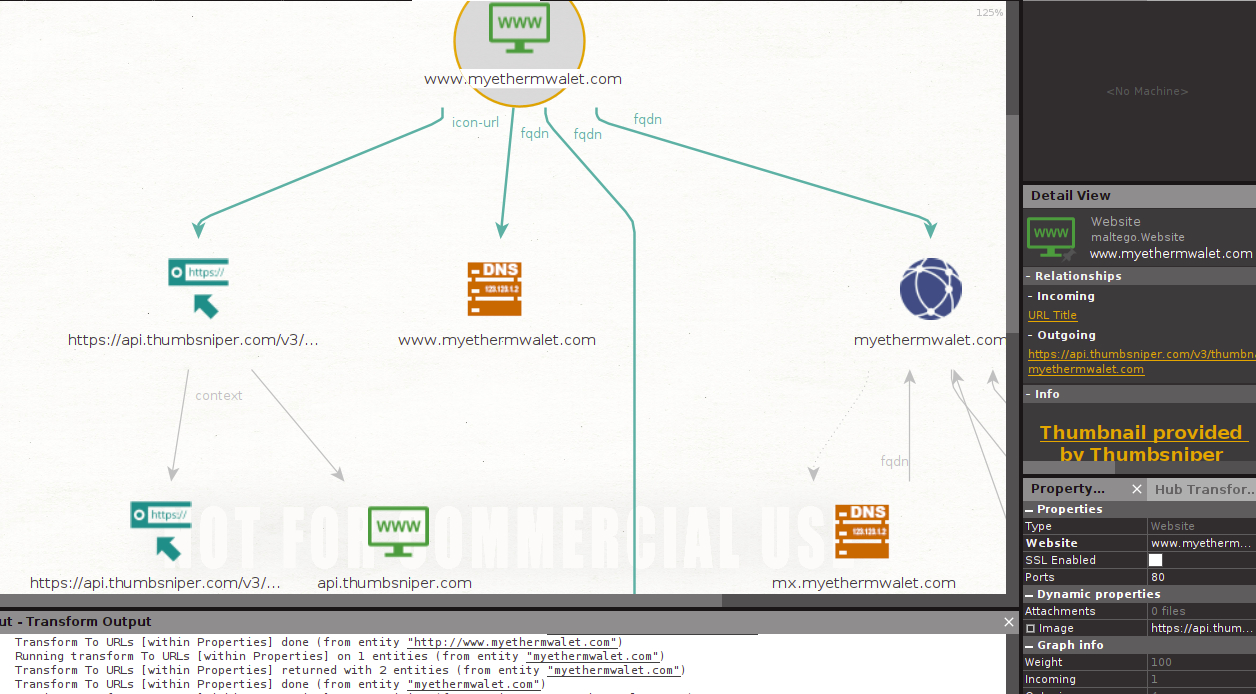 125%
www
www.myethermwalet.com
icon-url
fqdn
fqdn
fqdn
https://
DNS
123.123.1.2
https://api.thumbsniper.com/v3/...
www.myethermwalet.com
myethermwalet.com
context
fqdn
https://
www
DNS
123.123.1.2
NOT FOR COMMERCIAL US
https://api.thumbsniper.com/v3/...
api.thumbsniper.com
mx.myethermwalet.com
ut - Transform Output
Transform To URLs [within Properties] done (from entity "http://www.myethermwalet.com")
Running transform To URLs [within Properties] on 1 entities (from entity "myethermwalet.com")
Transform To URLs [within Properties] returned with 2 entities (from entity "myethermwalet.com")
Transform To URLs [within Properties] done (from entity "myethermwalet.com")
<No Machine>
Detail View
www
Website
maltego.Website
www.myethermwalet.com
- Relationships
- Incoming
URL Title
- Outgoing
https://api.thumbsniper.com/v3/thumbna
myethermwalet.com
- Info
Thumbnail provided
by Thumbsniper
Property...
Hub Transfor...
Properties
Type Website
Website www.myetherm...
SSL Enabled
Ports 80
Dynamic properties
Attachments 0 files
Image https://api.thum...
Graph info
Weight 100
Incoming 1